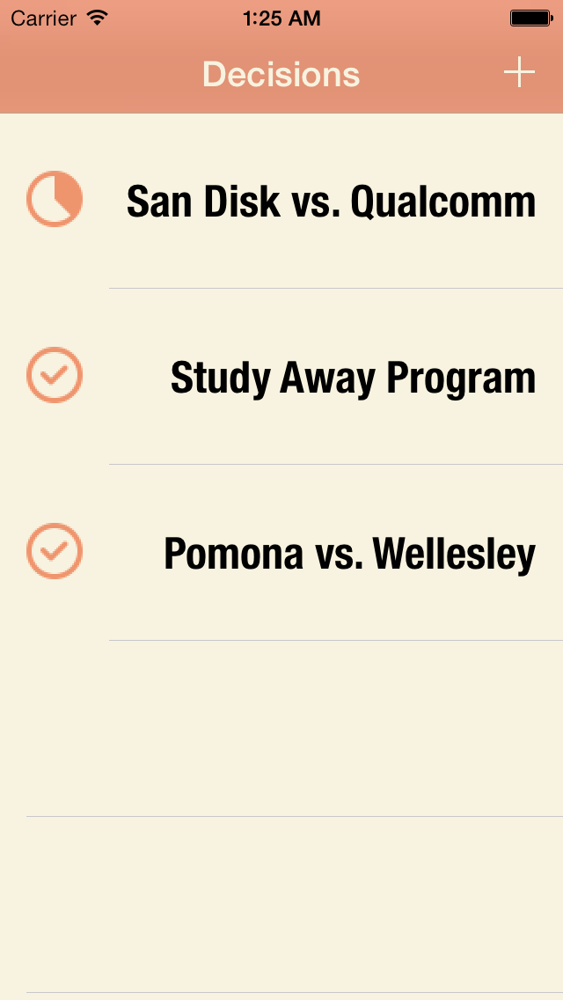 Carrier 1:25 AM
Decisions
San Disk vs. Qualcomm
Study Away Program
Pomona vs. Wellesley